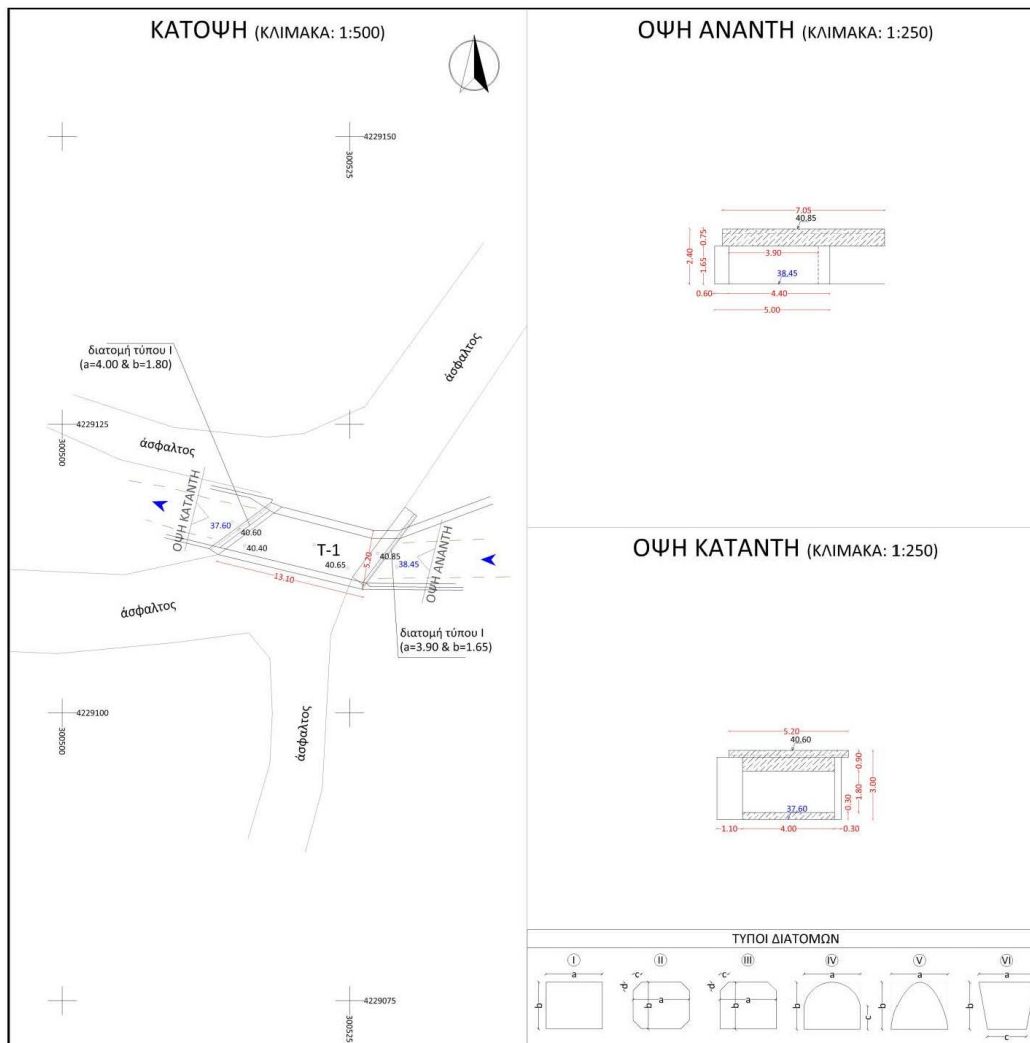 ΚΑΤΟΨΗ (ΚΛΙΜΑΚΑ: 1:500)
4229150
300525
διατομή τύπου Ι
(a=4.00 & b=1.80)
άσφαλτος
4229125
300500
άσφαλτος
ΟΨΗ ΚΑΤΑΝΤΗ
37.60
40.60
40.40
T-1
40.65
5.20
40.85
38.45
ΟΨΗ ΑΝΑΝΤΗ
13.10
άσφαλτος
διατομή τύπου Ι
(a=3.90 & b=1.65)
4229100
300500
άσφαλτος
4229075
300525
ΟΨΗ ΑΝΑΝΤΗ (ΚΛΙΜΑΚΑ: 1:250)
7.05
40.85
0.75
2.40
1.65
3.90
38.45
0.60
4.40
5.00
ΟΨΗ ΚΑΤΑΝΤΗ (ΚΛΙΜΑΚΑ: 1:250)
5.20
40.60
0.90
1.80
3.00
0.30
37.60
1.10
4.00
0.30
ΤΥΠΟΙ ΔΙΑΤΟΜΩΝ
I
II
III
IV
V
VI
a
b
c
d
b
a
c
d
b
a
a
b
c
a
b
a
b
c